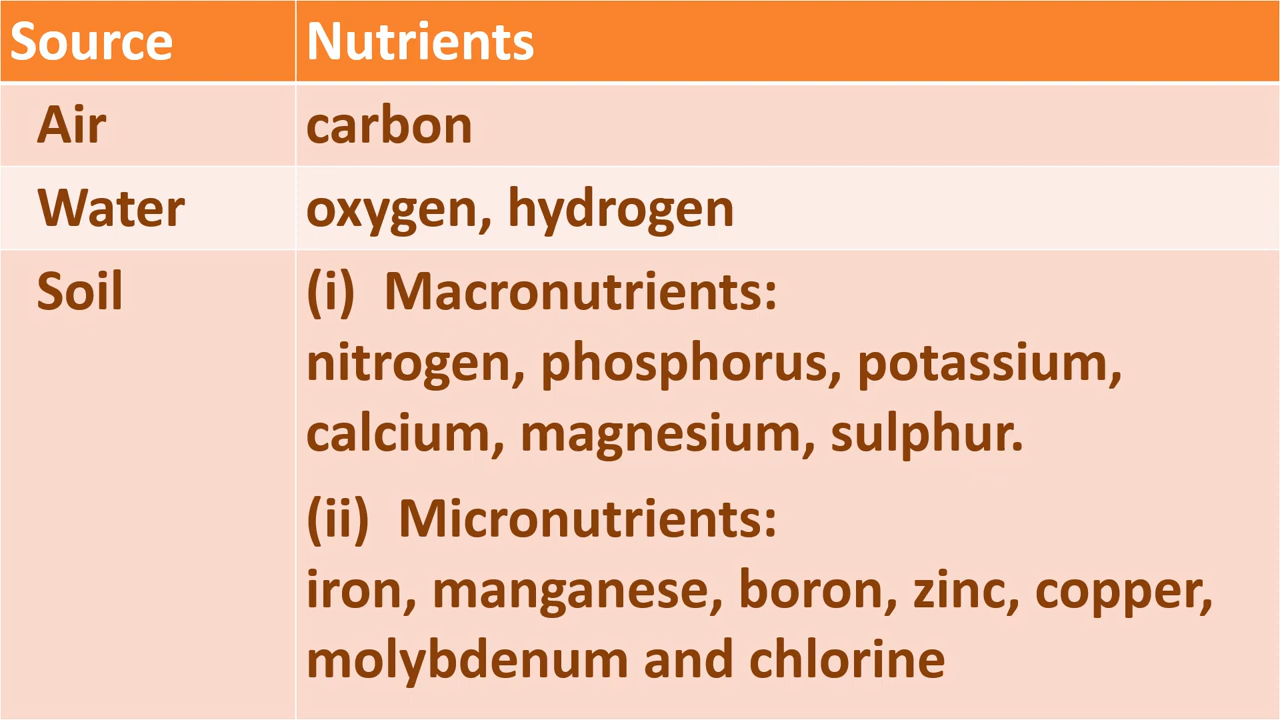 Source Nutrients
Air carbon
Water oxygen, hydrogen
Soil (i) Macronutrients:
nitrogen, phosphorus, potassium,
calcium, magnesium, sulphur.
(ii) Micronutrients:
iron, manganese, boron, zinc, copper,
molybdenum and chlorine